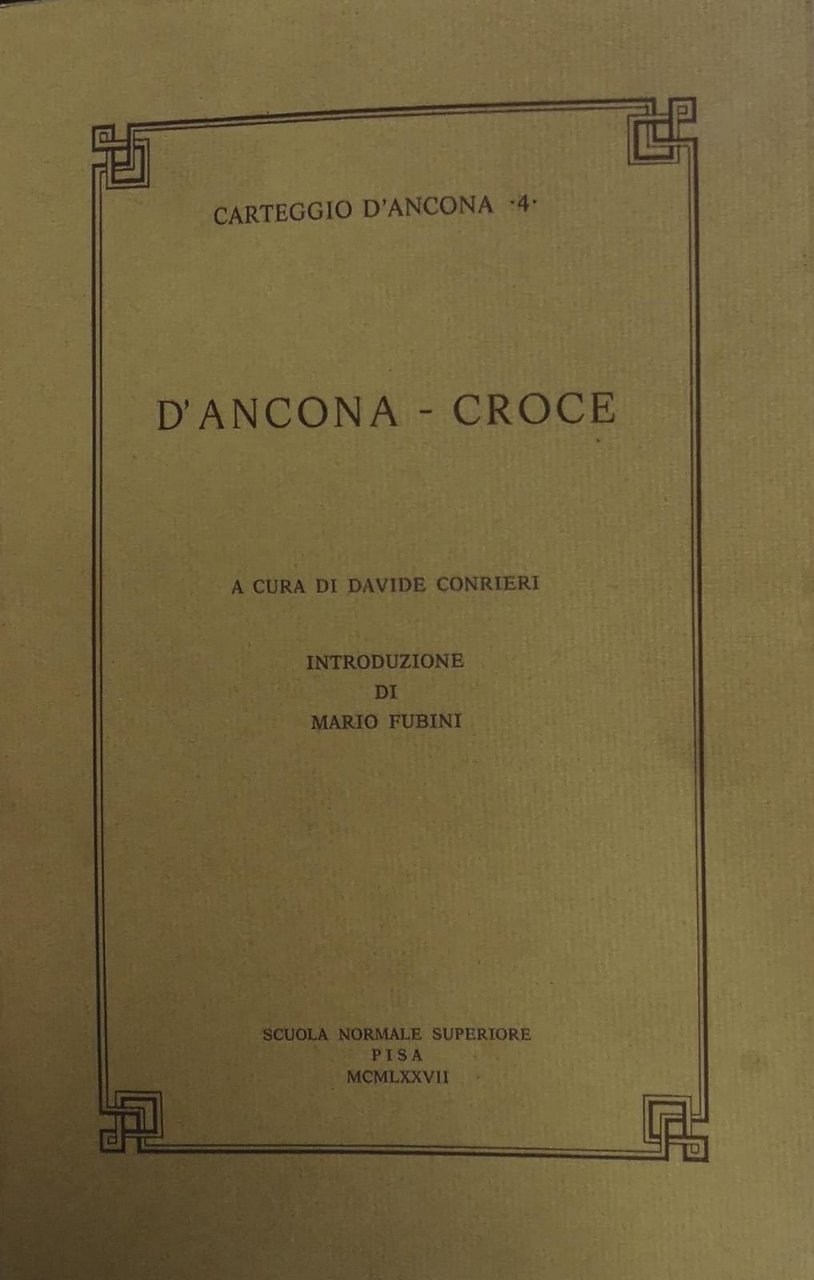 CARTEGGIO D'ANCONA ·4·
D'ANCONA - CROCE
A CURA DI DAVIDE CONRIERI
INTRODUZIONE
DI
MARIO FUBINI
SCUOLA NORMALE SUPERIORE
PISA
MCMLXXVII